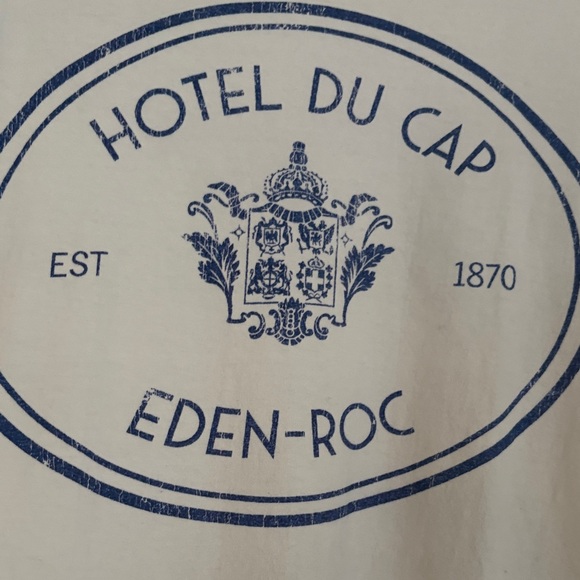 HOTEL DU CAP
EST
1870
EDEN-ROC